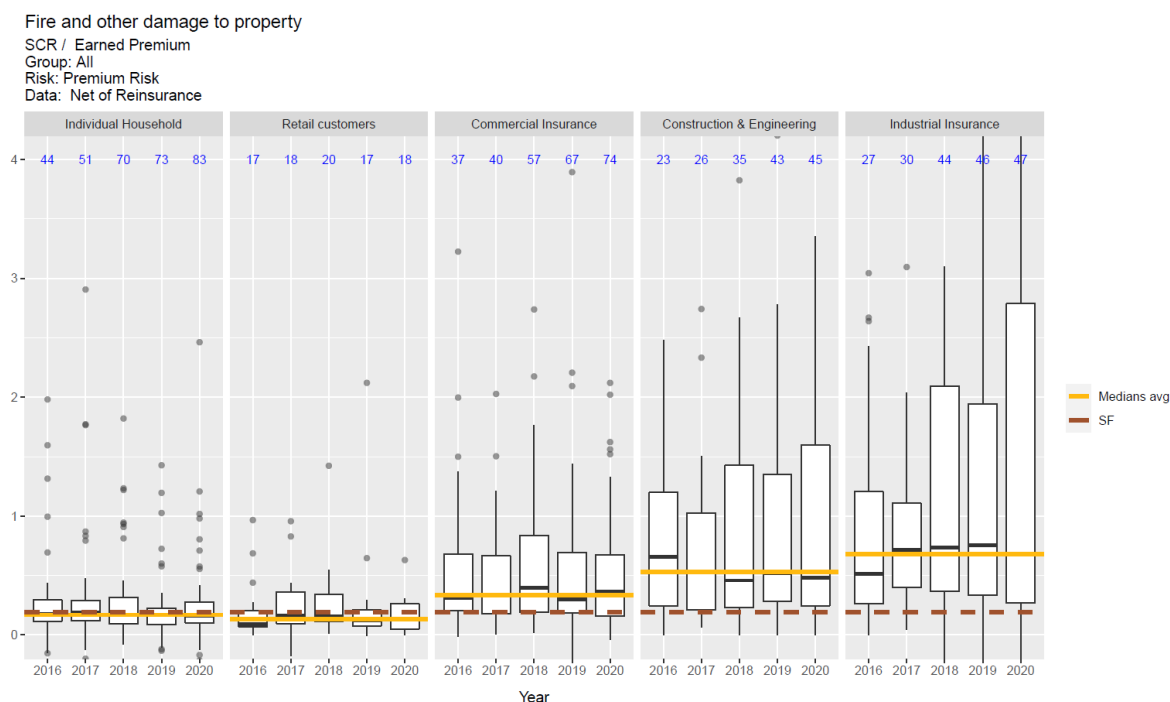 Fire and other damage to property
SCR / Earned Premium
Group: All
Risk: Premium Risk
Data: Net of Reinsurance
Individual Household
Retail customers
Commercial Insurance
Construction & Engineering
Industrial Insurance
4
44 51 70 73 83
17 18 20 17 18
37 40 57 67 74
23 26 35 43 45
27 30 44 46 47
3
2
1
0
Medians avg
SF
2016 2017 2018 2019 2020
2016 2017 2018 2019 2020
2016 2017 2018 2019 2020
2016 2017 2018 2019 2020
2016 2017 2018 2019 2020
Year